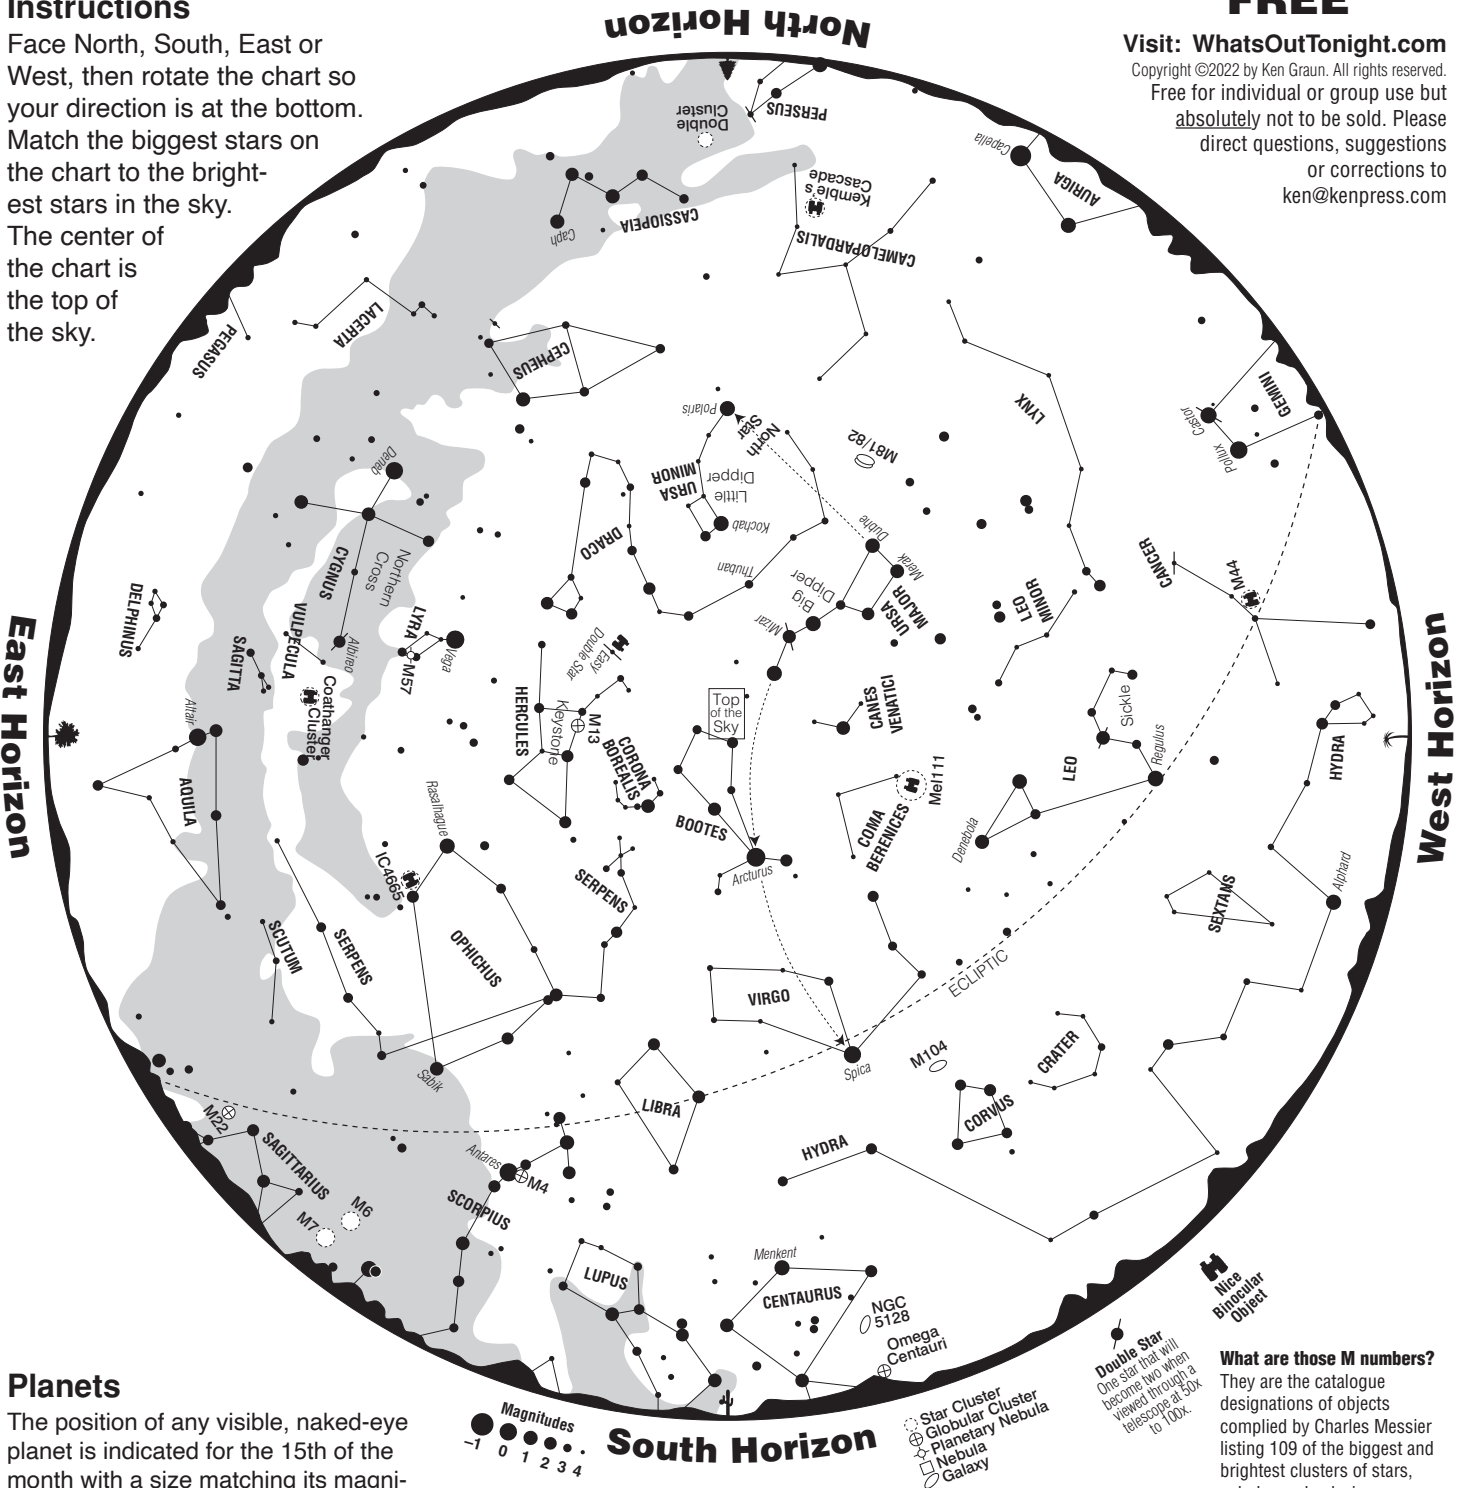 Instructions
Face North, South, East or
West, then rotate the chart so
your direction is at the bottom.
Match the biggest stars on
the chart to the bright-
est stars in the sky.
The center of
the chart is
the top of
the sky.
FREE
Visit: WhatsOutTonight.com
Copyright ©2022 by Ken Graun. All rights reserved.
Free for individual or group use but
absolutely not to be sold. Please
direct questions, suggestions
or corrections to
ken@kenpress.com
North Horizon
Double
Cluster
PERSEUS
Capella
AURIGA
Kemble's
Cascade
CASSIOPEIA
Caph
CAMELOPARDALIS
LACERTA
PEGASUS
CEPHEUS
GEMINI
Castor
Pollux
LYNX
Polaris
North
Star
M81/82
URSA
MINOR
Little
Dipper
Kochab
Deneb
DRACO
Dubhe
Merak
Thuban
Big
Dipper
URSA
MAJOR
Mizar
CYGNUS
Northern
Cross
CANCER
M44
LEO
MINOR
DELPHINUS
VULPECULA
SAGITTA
Albireo
LYRA
M57
Vega
Easy
Double Star
Coathanger
Cluster
HERCULES
Keystone
M13
CORONA
BOREALIS
Top
of the
Sky
CANES
VENATICI
Sickle
Regulus
LEO
HYDRA
East Horizon
West Horizon
Altair
AQUILA
Rasalhague
BOOTES
Mel111
COMA
BERENICES
Denebola
Arcturus
Alphard
IC4665
SERPENS
SEXTANS
SCUTUM
SERPENS
OPHICHUS
VIRGO
ECLIPTIC
Sabik
Spica
M104
CRATER
LIBRA
CORVUS
HYDRA
M22
SAGITTARIUS
Antares
M4
SCORPIUS
M6
M7
LUPUS
Menkent
CENTAURUS
NGC
5128
Omega
Centauri
Nice
Binocular
Object
Double Star
One star that will
become two when
viewed through a
telescope at 50x
to 100x.
Star Cluster
Globular Cluster
Planetary Nebula
Nebula
Galaxy
South Horizon
Magnitudes
–1 0 1 2 3 4
Planets
The position of any visible, naked-eye
planet is indicated for the 15th of the
month with a size matching its magni-
What are those M numbers?
They are the catalogue
designations of objects
complied by Charles Messier
listing 109 of the biggest and
brightest clusters of stars,